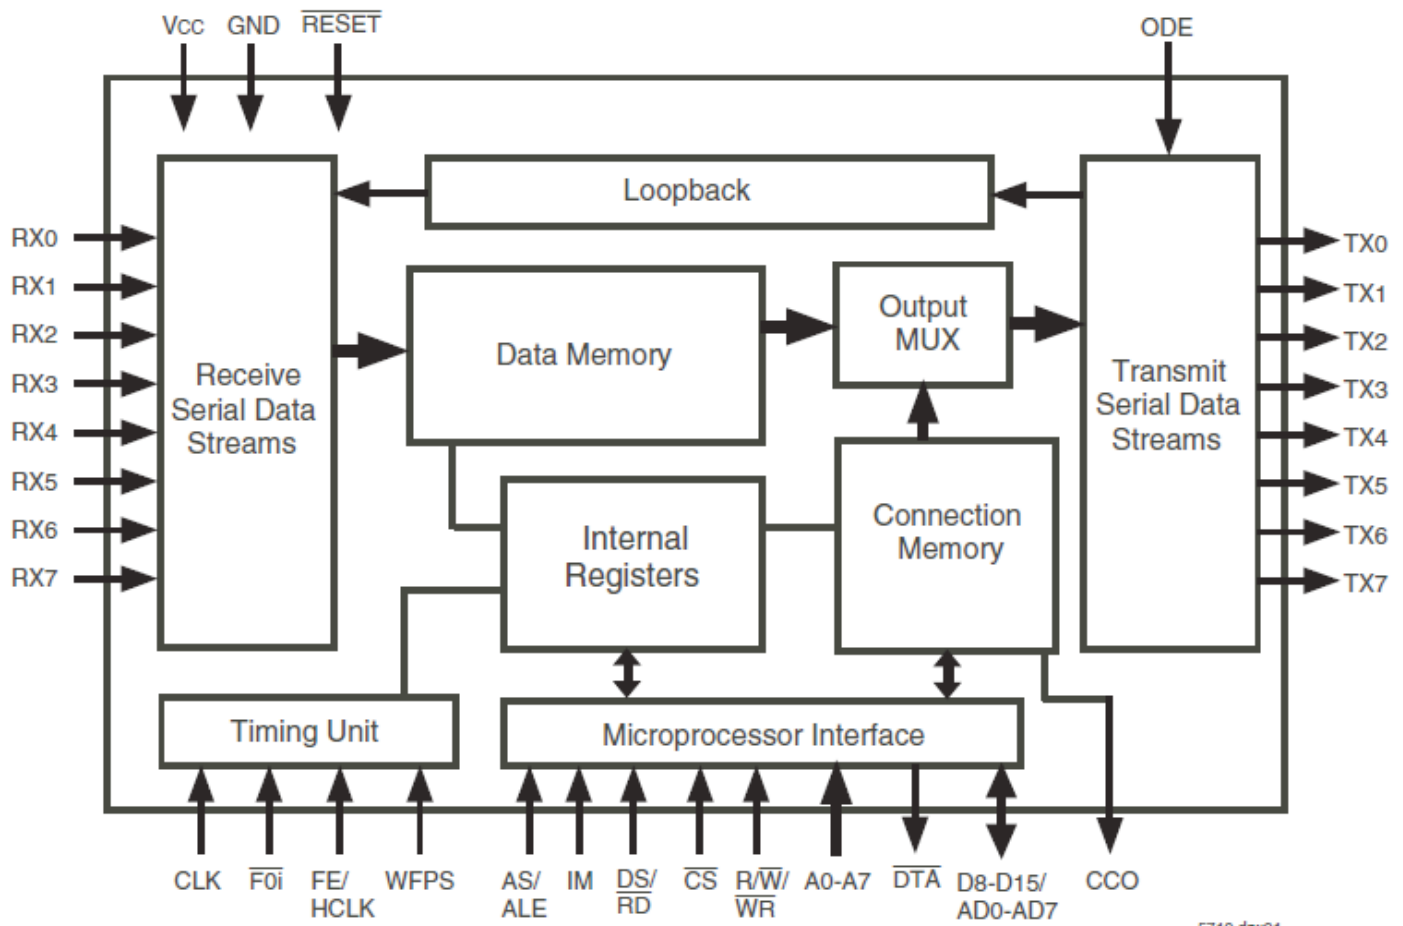 Vcc GND RESET ODE
Loopback
RX0
RX1
RX2
RX3
RX4
RX5
RX6
RX7
Receive
Serial Data
Streams
Data Memory
Output
MUX
Transmit
Serial Data
Streams
TX0
TX1
TX2
TX3
TX4
TX5
TX6
TX7
Internal
Registers
Connection
Memory
Timing Unit
Microprocessor Interface
CLK
F0i
FE/
HCLK
WFPS
AS/
ALE
IM
DS/
RD
CS
R/W/
WR
A0-A7
DTA
D8-D15/
AD0-AD7
CCO